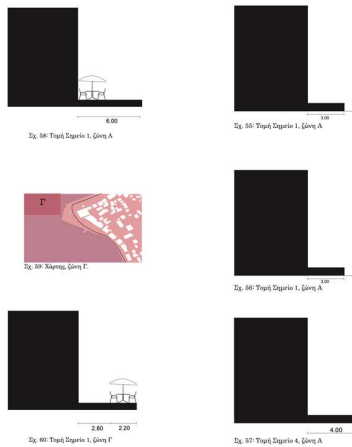 6.00
Σχ. 58: Τομή Σημείο 1, ζώνη Α
Γ
Σχ. 59: Χάρτης, ζώνη Γ.
2.80
2.20
Σχ. 60: Τομή Σημείο 1, ζώνη Γ
3.00
Σχ. 55: Τομή Σημείο 1, ζώνη Α
3.00
Σχ. 56: Τομή Σημείο 1, ζώνη Α
4.00
Σχ. 57: Τομή Σημείο 4, ζώνη Α